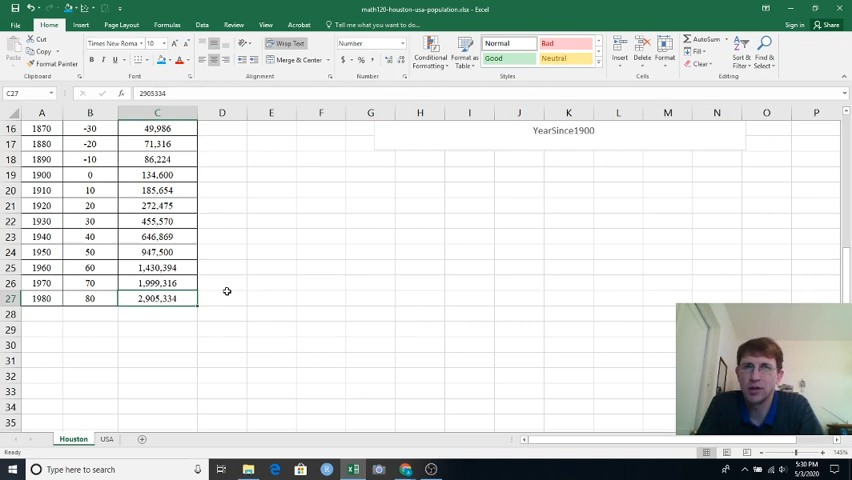 math120-houston-usa-population.xlsx - Excel
Sign in Share
File Home Insert Page Layout Formulas Data Review View Acrobat Tell me what you want to do
Cut
Copy
Format Painter
Paste
Clipboard
Times New Roma 10
B I U
Font
Wrap Text
Merge & Center
Alignment
Number
$ % ,
Number
Conditional Formatting
Format as Table
Normal Bad
Good Neutral
Styles
Insert Delete Format
Cells
AutoSum
Fill
Clear
Sort & Filter
Find & Select
Editing
C27 fx 2905334
A B C D E F G H I J K L M N O P
16 1870 -30 49,986 YearSince1900
17 1880 -20 71,316
18 1890 -10 86,224
19 1900 0 134,600
20 1910 10 185,654
21 1920 20 272,475
22 1930 30 455,570
23 1940 40 646,869
24 1950 50 947,500
25 1960 60 1,430,394
26 1970 70 1,999,316
27 1980 80 2,905,334
28
29
30
31
32
33
34
35
Houston USA
Ready 145%
Type here to search
5:30 PM
5/3/2020